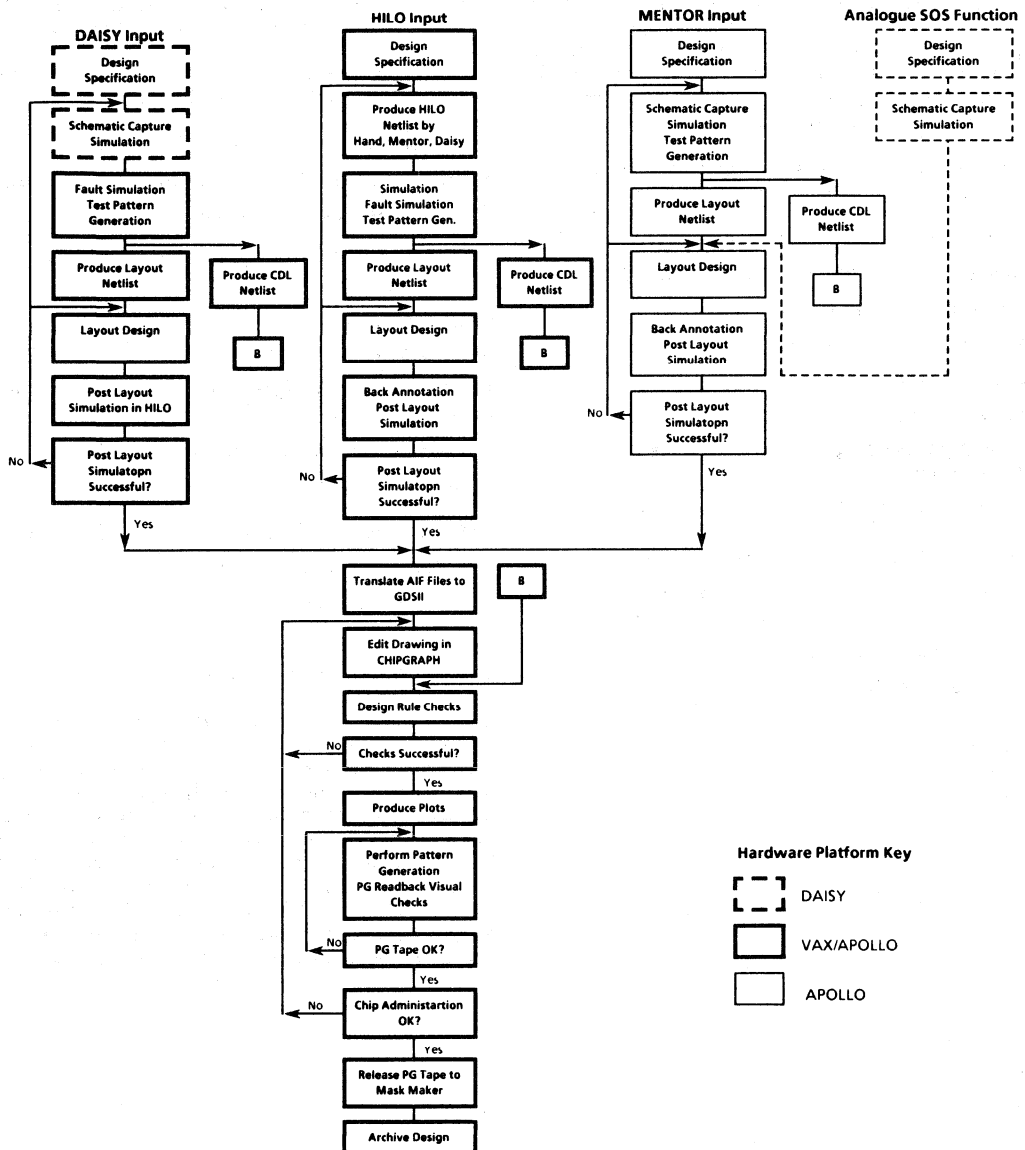 DAISY Input
Design
Specification
Schematic Capture
Simulation
Fault Simulation
Test Pattern
Generation
Produce Layout
Netlist
Produce CDL
Netlist
B
Layout Design
Post Layout
Simulation in HILO
Post Layout
Simulatopn
Successful?
No
Yes
HILO Input
Design
Specification
Produce HILO
Netlist by
Hand, Mentor, Daisy
Simulation
Fault Simulation
Test Pattern Gen.
Produce Layout
Netlist
Produce CDL
Netlist
B
Layout Design
Back Annotation
Post Layout
Simulation
Post Layout
Simulatopn
Successful?
No
Yes
MENTOR Input
Design
Specification
Schematic Capture
Simulation
Test Pattern
Generation
Produce Layout
Netlist
Produce CDL
Netlist
B
Layout Design
Back Annotation
Post Layout
Simulation
Post Layout
Simulatopn
Successful?
No
Yes
Analogue SOS Function
Design
Specification
Schematic Capture
Simulation
Translate AIF Files to
GDSII
B
Edit Drawing in
CHIPGRAPH
Design Rule Checks
Checks Successful?
No
Yes
Produce Plots
Perform Pattern
Generation
PG Readback Visual
Checks
PG Tape OK?
No
Yes
Chip Administartion
OK?
No
Yes
Release PG Tape to
Mask Maker
Archive Design
Hardware Platform Key
DAISY
VAX/APOLLO
APOLLO